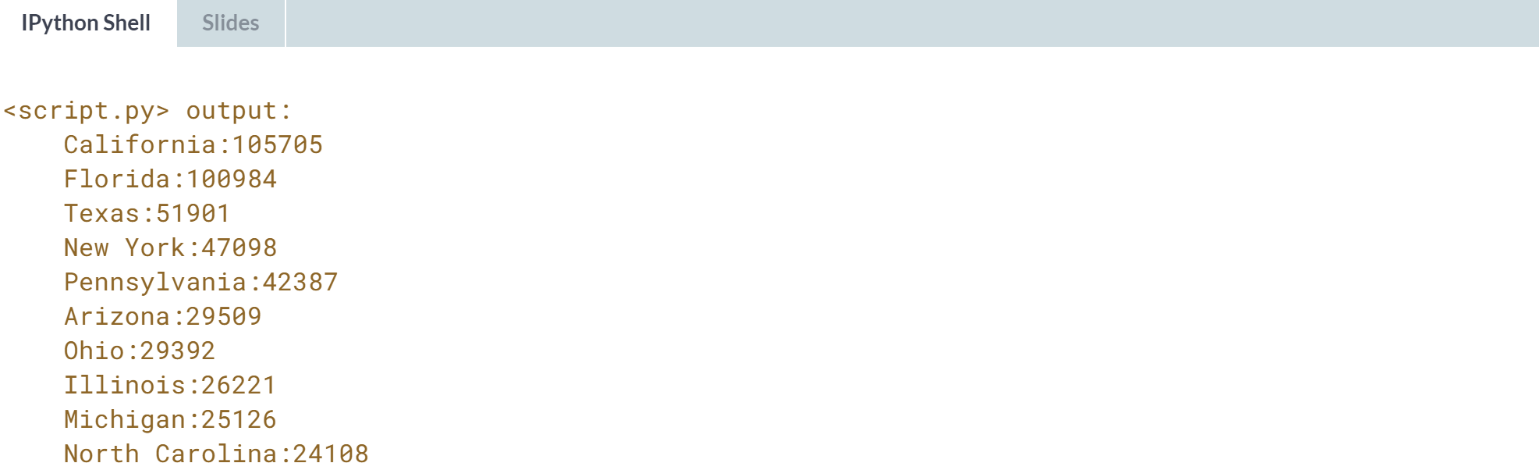 IPython Shell Slides
<script.py> output:
California:105705
Florida:100984
Texas:51901
New York:47098
Pennsylvania:42387
Arizona:29509
Ohio:29392
Illinois:26221
Michigan:25126
North Carolina:24108